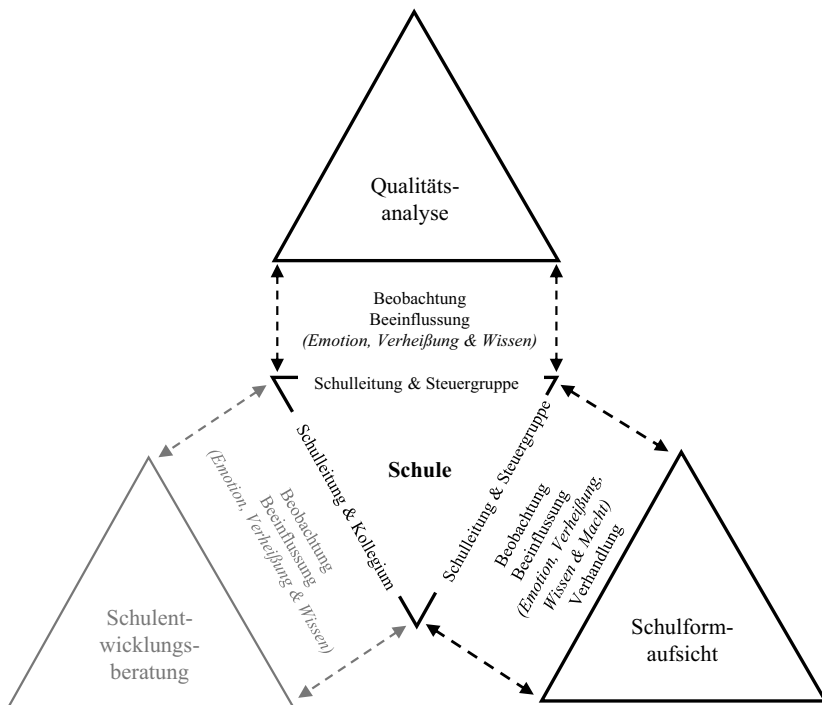 Qualitäts-
analyse
Beobachtung
Beeinflussung
(Emotion, Verheißung & Wissen)
Schulleitung & Steuergruppe
Schule
Schulleitung & Kollegium
Schulleitung & Steuergruppe
Beobachtung
Beeinflussung
(Emotion, Verheißung & Wissen)
Beobachtung
Beeinflussung
(Emotion, Verheißung,
Wissen & Macht)
Verhandlung
Schulent-
wicklungs-
beratung
Schulform-
aufsicht